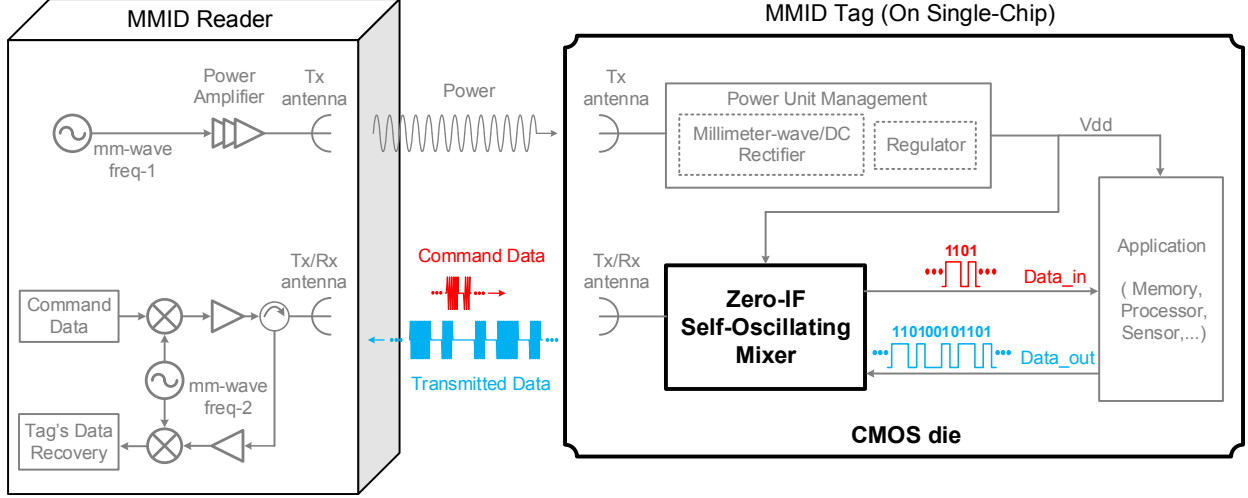 MMID Reader
MMID Tag (On Single-Chip)
Power
Amplifier
Tx
antenna
mm-wave
freq-1
Power
Tx
antenna
Power Unit Management
Millimeter-wave/DC
Rectifier
Regulator
Vdd
Command
Data
Tx/Rx
antenna
mm-wave
freq-2
Tag's Data
Recovery
Command Data
Transmitted Data
Tx/Rx
antenna
Zero-IF
Self-Oscillating
Mixer
1101
Data_in
110100101101
Data_out
Application
( Memory,
Processor,
Sensor,...)
CMOS die